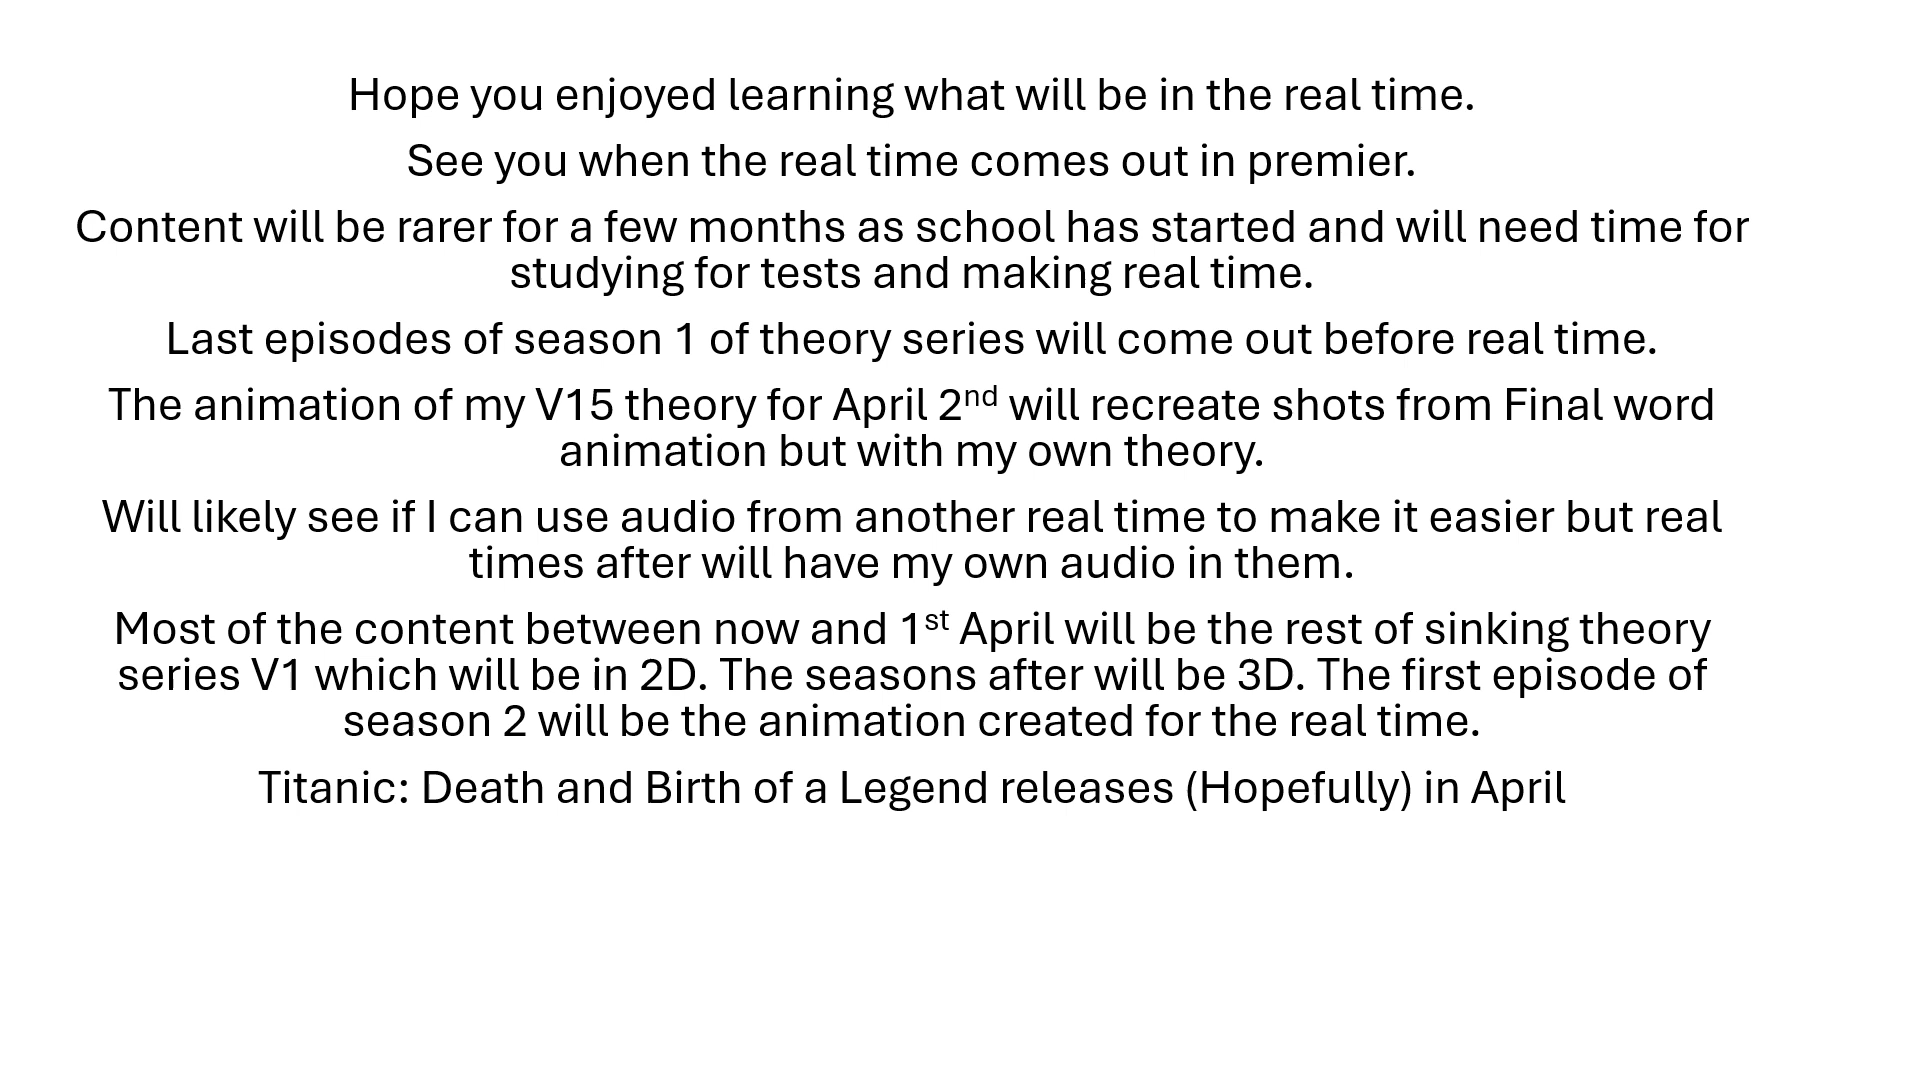 Hope you enjoyed learning what will be in the real time.
See you when the real time comes out in premier.
Content will be rarer for a few months as school has started and will need time for
studying for tests and making real time.
Last episodes of season 1 of theory series will come out before real time.
The animation of my V15 theory for April 2nd will recreate shots from Final word
animation but with my own theory.
Will likely see if I can use audio from another real time to make it easier but real
times after will have my own audio in them.
Most of the content between now and 1st April will be the rest of sinking theory
series V1 which will be in 2D. The seasons after will be 3D. The first episode of
season 2 will be the animation created for the real time.
Titanic: Death and Birth of a Legend releases (Hopefully) in April